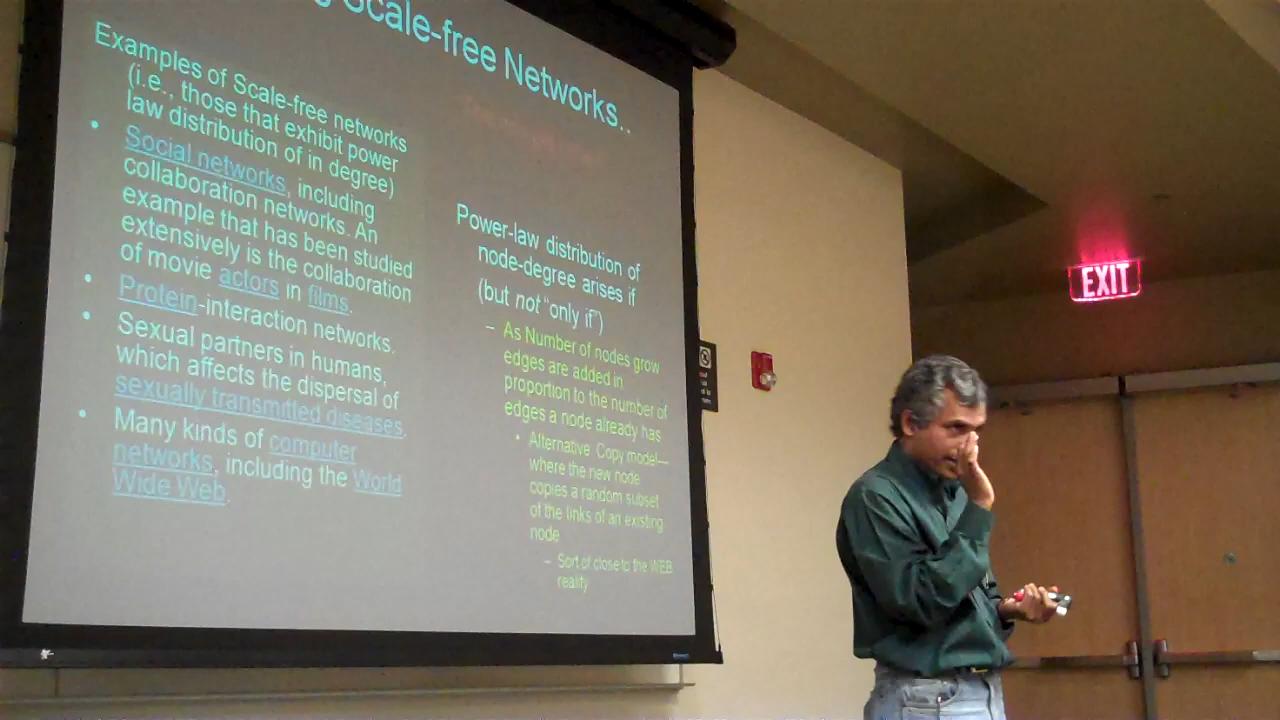 Scale-free Networks..
Examples of Scale-free networks
(i.e., those that exhibit power
law distribution of in degree)
• Social networks, including
collaboration networks. An
example that has been studied
extensively is the collaboration
of movie actors in films.
• Protein-interaction networks.
• Sexual partners in humans,
which affects the dispersal of
sexually transmitted diseases.
• Many kinds of computer
networks, including the World
Wide Web.
Power-law distribution of
node-degree arises if
(but not “only if”)
– As Number of nodes grow
edges are added in
proportion to the number of
edges a node already has
• Alternative: Copy model—
where the new node
copies a random subset
of the links of an existing
node
– Sort of close to the WEB
reality
EXIT